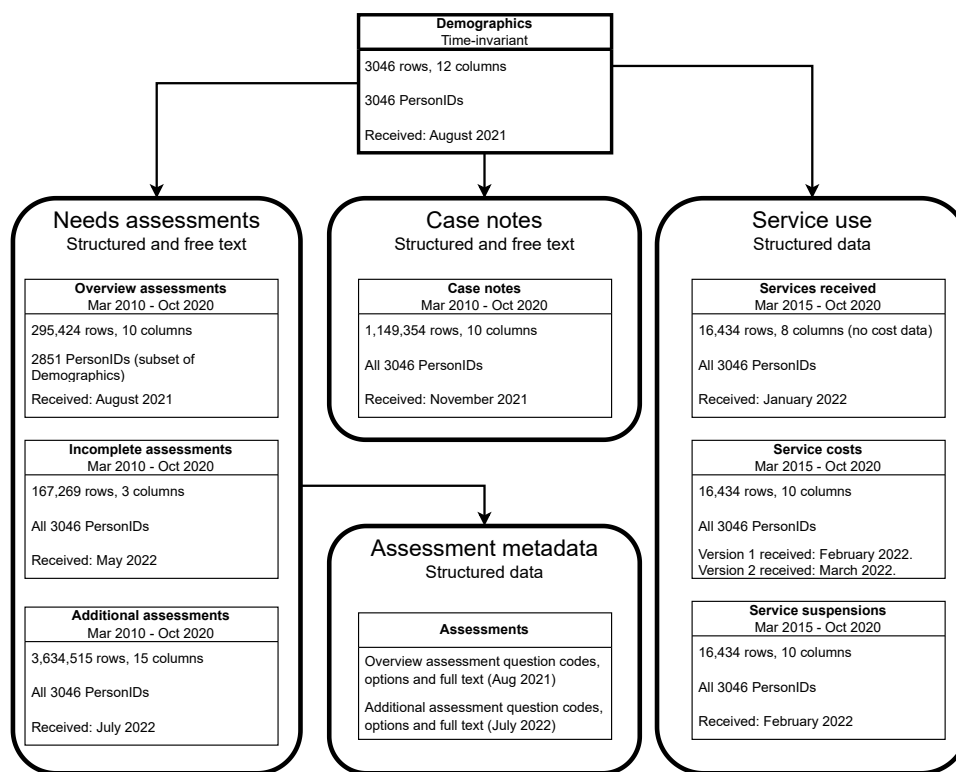 Demographics
Time-invariant
3046 rows, 12 columns
3046 PersonIDs
Received: August 2021
Needs assessments
Structured and free text
Overview assessments
Mar 2010 - Oct 2020
295,424 rows, 10 columns
2851 PersonIDs (subset of
Demographics)
Received: August 2021
Incomplete assessments
Mar 2010 - Oct 2020
167,269 rows, 3 columns
All 3046 PersonIDs
Received: May 2022
Additional assessments
Mar 2010 - Oct 2020
3,634,515 rows, 15 columns
All 3046 PersonIDs
Received: July 2022
Case notes
Structured and free text
Case notes
Mar 2010 - Oct 2020
1,149,354 rows, 10 columns
All 3046 PersonIDs
Received: November 2021
Assessment metadata
Structured data
Assessments
Overview assessment question codes,
options and full text (Aug 2021)
Additional assessment question codes,
options and full text (July 2022)
Service use
Structured data
Services received
Mar 2015 - Oct 2020
16,434 rows, 8 columns (no cost data)
All 3046 PersonIDs
Received: January 2022
Service costs
Mar 2015 - Oct 2020
16,434 rows, 10 columns
All 3046 PersonIDs
Version 1 received: February 2022.
Version 2 received: March 2022.
Service suspensions
Mar 2015 - Oct 2020
16,434 rows, 10 columns
All 3046 PersonIDs
Received: February 2022